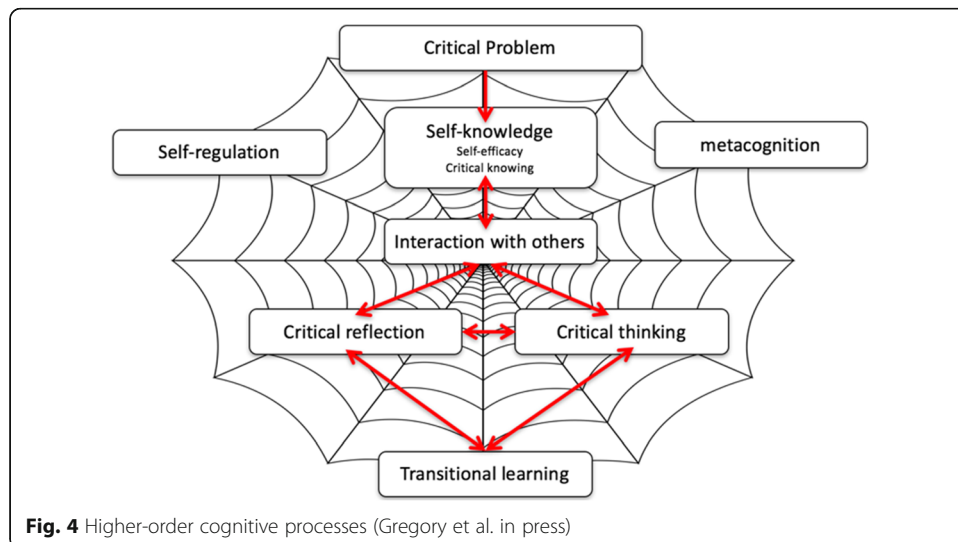 Critical Problem
Self-regulation
Self-knowledge
Self-efficacy
Critical knowing
metacognition
Interaction with others
Critical reflection
Critical thinking
Transitional learning
Fig. 4 Higher-order cognitive processes (Gregory et al. in press)